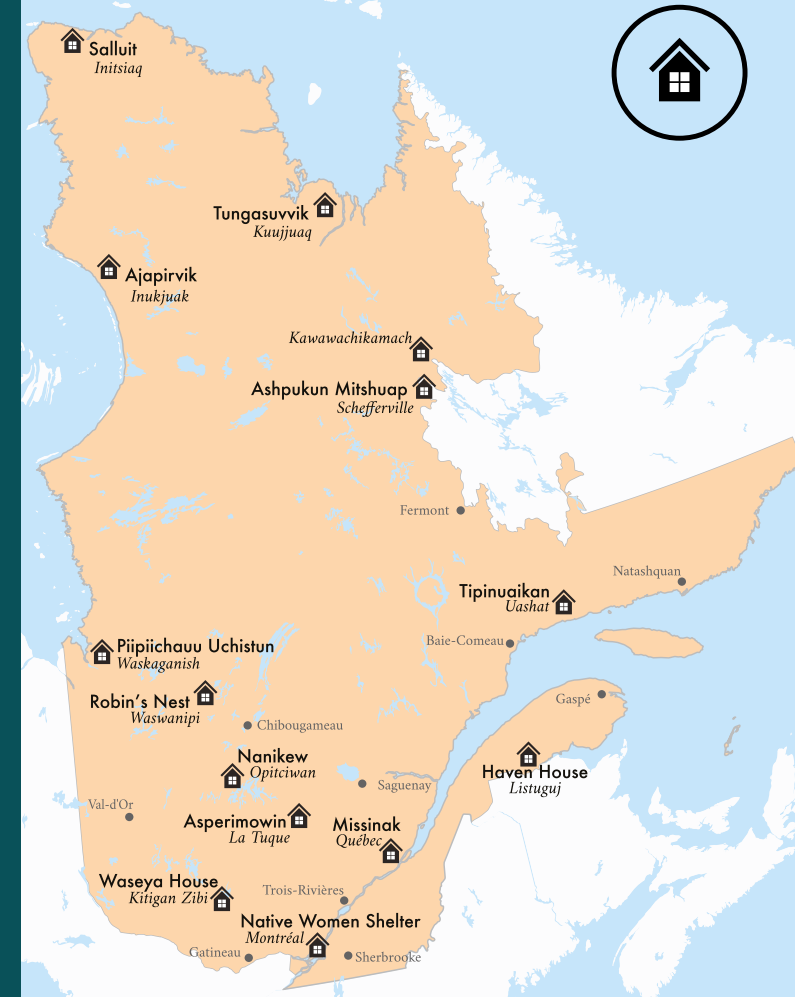 Salluit
Initsiaq
Tungasuvvik
Kuujjuaq
Ajapirvik
Inukjuak
Kawawachikamach
Ashpukun Mitshuap
Schefferville
Fermont
Natashquan
Tipinuaikan
Uashat
Baie-Comeau
Piipiichauu Uchistun
Waskaganish
Robin's Nest
Waswanipi
Gaspé
Chibougameau
Nanikew
Opitciwan
Haven House
Listuguj
Saguenay
Val-d'Or
Asperimowin
La Tuque
Missinak
Québec
Waseya House
Kitigan Zibi
Trois-Rivières
Native Women Shelter
Montréal
Gatineau
Sherbrooke